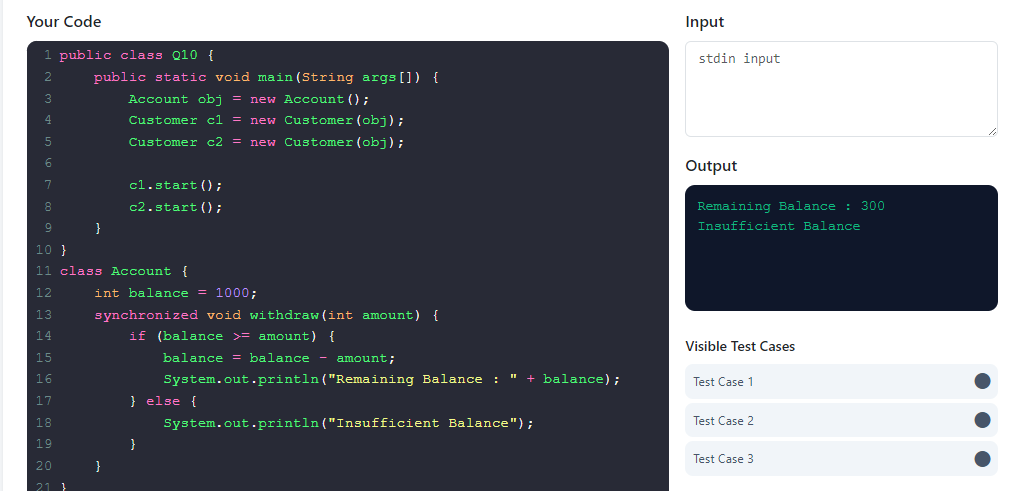 Your Code
1 public class Q10 {
2     public static void main(String args[]) {
3         Account obj = new Account();
4         Customer c1 = new Customer(obj);
5         Customer c2 = new Customer(obj);
6
7         c1.start();
8         c2.start();
9     }
10 }
11 class Account {
12     int balance = 1000;
13     synchronized void withdraw(int amount) {
14         if (balance >= amount) {
15             balance = balance - amount;
16             System.out.println("Remaining Balance : " + balance);
17         } else {
18             System.out.println("Insufficient Balance");
19         }
20     }
21 }
Input
stdin input
Output
Remaining Balance : 300
Insufficient Balance
Visible Test Cases
Test Case 1
Test Case 2
Test Case 3